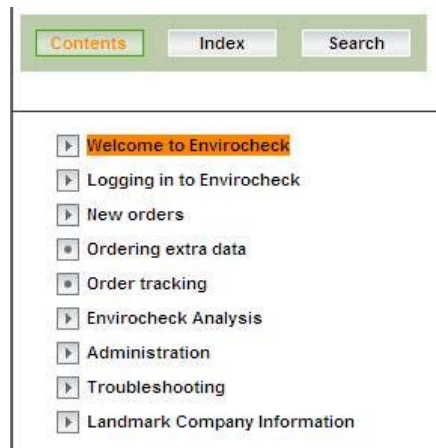 Contents Index Search
Welcome to Envirocheck
Logging in to Envirocheck
New orders
Ordering extra data
Order tracking
Envirocheck Analysis
Administration
Troubleshooting
Landmark Company Information